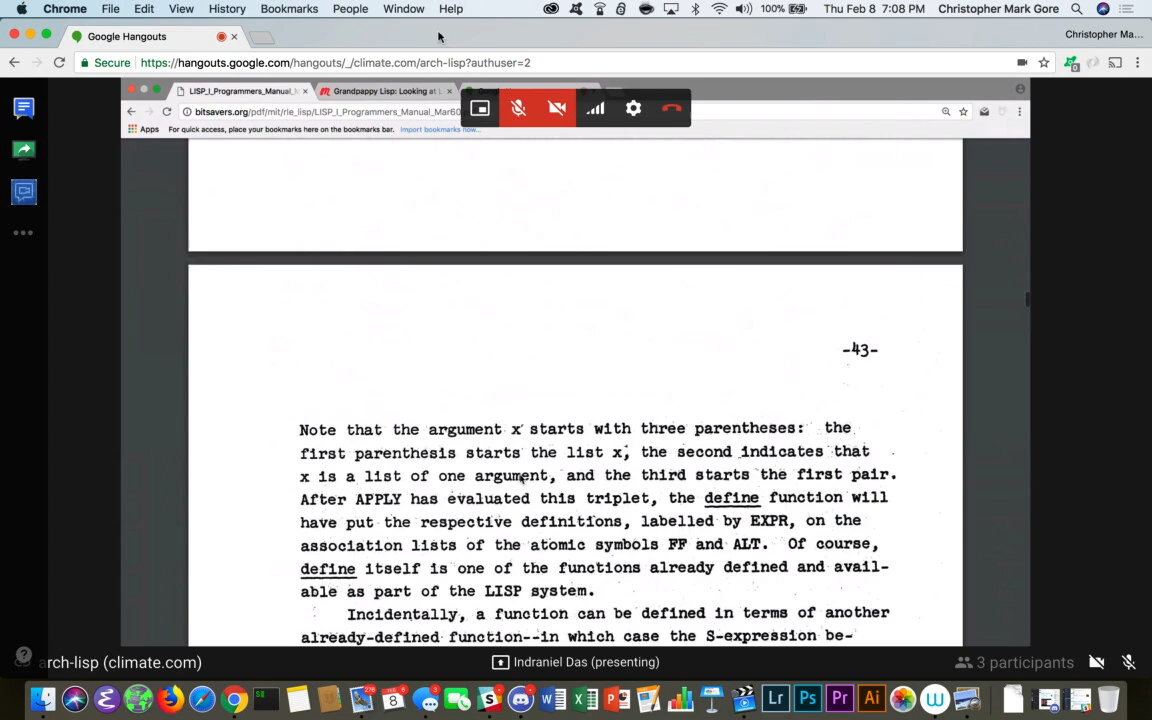 Chrome File Edit View History Bookmarks People Window Help 100% Thu Feb 8 7:08 PM Christopher Mark Gore
Google Hangouts Christopher Ma...
Secure https://hangouts.google.com/hangouts/_/climate.com/arch-lisp?authuser=2
LISP_I_Programmers_Manual_ Grandpappy Lisp: Looking at L
bitsavers.org/pdf/mit/rle_lisp/LISP_I_Programmers_Manual_Mar60
Apps For quick access, place your bookmarks here on the bookmarks bar. Import bookmarks now...
-43-
Note that the argument x starts with three parentheses: the
first parenthesis starts the list x, the second indicates that
x is a list of one argument, and the third starts the first pair.
After APPLY has evaluated this triplet, the define function will
have put the respective definitions, labelled by EXPR, on the
association lists of the atomic symbols FF and ALT. Of course,
define itself is one of the functions already defined and avail-
able as part of the LISP system.
Incidentally, a function can be defined in terms of another
already-defined function--in which case the S-expression be-
arch-lisp (climate.com) Indraniel Das (presenting) 3 participants
Lr Ps Pr Ai